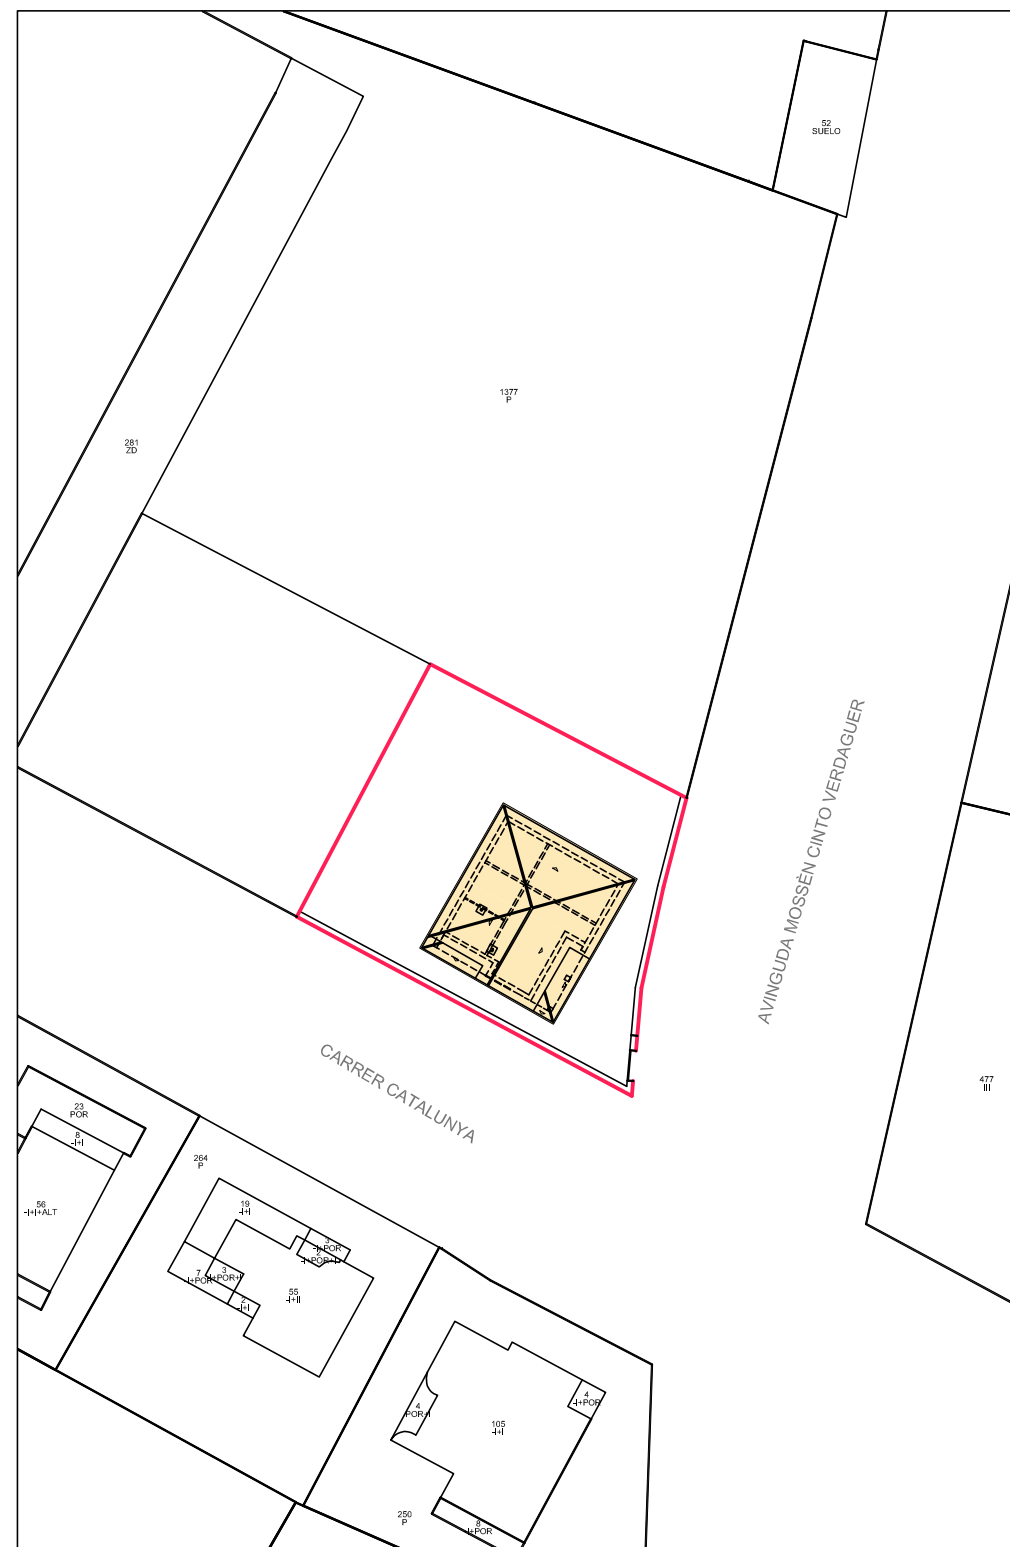 52
SUELO
1377
P
281
ZD
AVINGUDA MOSSÈN CINTO VERDAGUER
CARRER CATALUNYA
477
III
23
POR
8
-I+I
264
P
56
-I+I+ALT
19
-I+I
3
-I+POR
2
-I+POR+I
7
-I+POR
3
-I+POR+I
2
-I+I
55
-I+II
4
-I+POR
4
POR+I
105
-I+I
250
P
8
-I+POR